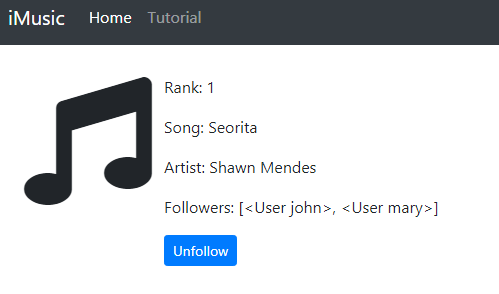 iMusic Home Tutorial
Rank: 1
Song: Seorita
Artist: Shawn Mendes
Followers: [<User john>, <User mary>]
Unfollow